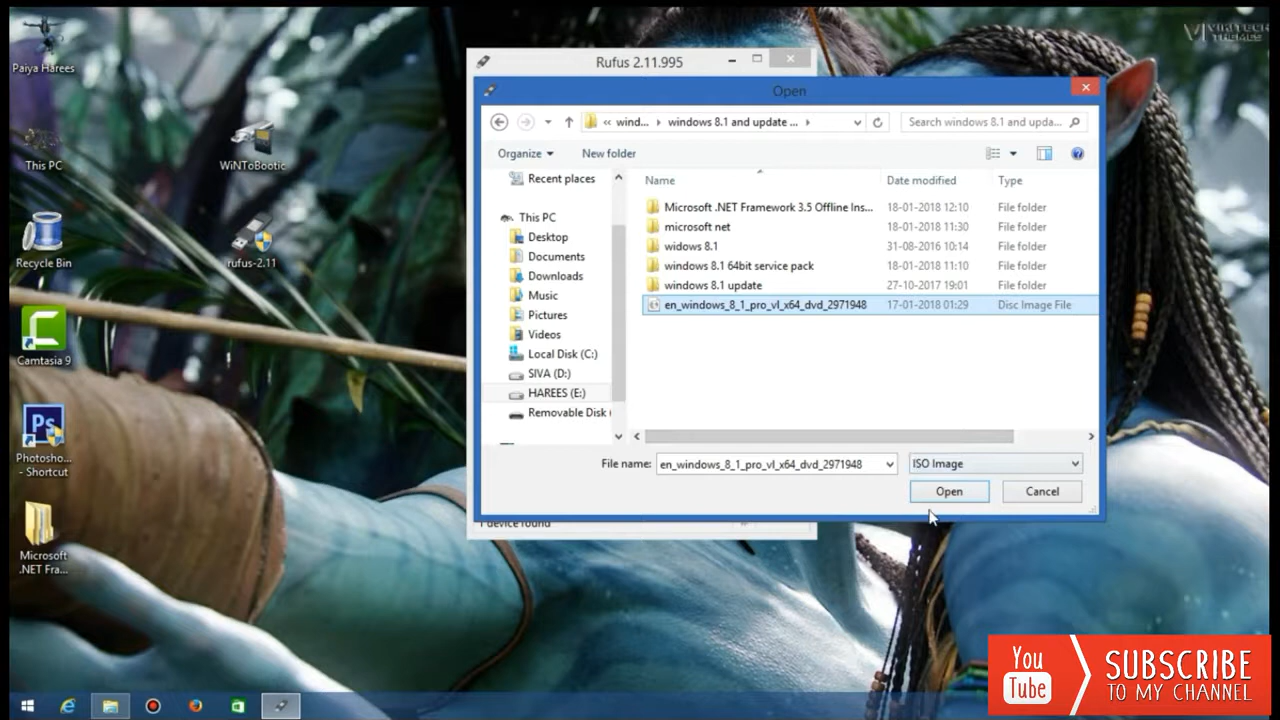 VIKITECH
THEMES
Paiya Harees
This PC
Recycle Bin
Camtasia 9
Ps
Photosho...
- Shortcut
Microsoft
.NET Fra...
WiNToBootic
rufus-2.11
Rufus 2.11.995
Open
« wind... windows 8.1 and update ...
Search windows 8.1 and upda...
Organize
New folder
Name Date modified Type
Recent places
This PC
Desktop
Documents
Downloads
Music
Pictures
Videos
Local Disk (C:)
SIVA (D:)
HAREES (E:)
Removable Disk
Microsoft .NET Framework 3.5 Offline Ins... 18-01-2018 12:10 File folder
microsoft net 18-01-2018 11:30 File folder
widows 8.1 31-08-2016 10:14 File folder
windows 8.1 64bit service pack 18-01-2018 11:10 File folder
windows 8.1 update 27-10-2017 19:01 File folder
en_windows_8_1_pro_vl_x64_dvd_2971948 17-01-2018 01:29 Disc Image File
File name: en_windows_8_1_pro_vl_x64_dvd_2971948 ISO Image
Open Cancel
1 device found
You
Tube
SUBSCRIBE
TO MY CHANNEL